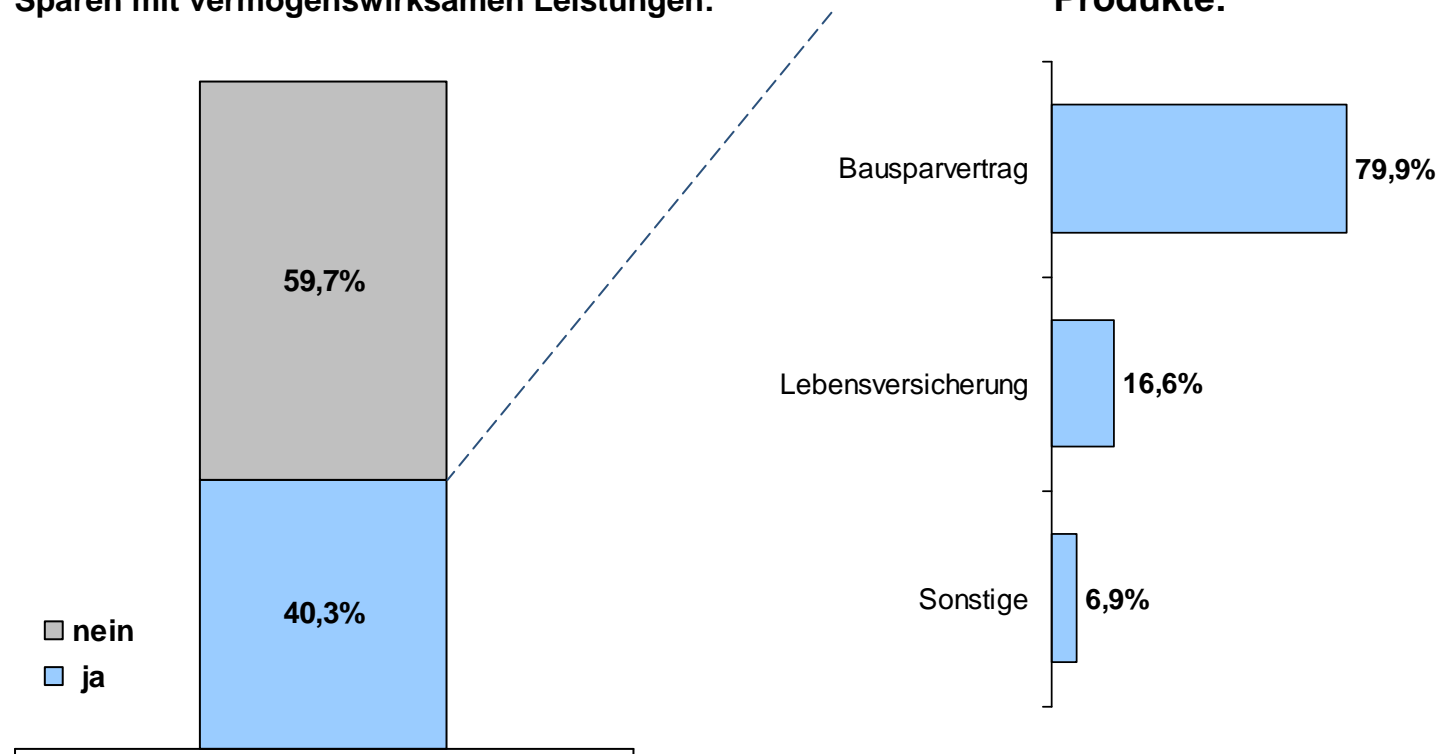 Sparen mit vermögenswirksamen Leistungen:
Produkte:
Bausparvertrag
79,9%
59,7%
Lebensversicherung
16,6%
Sonstige
6,9%
40,3%
nein
ja